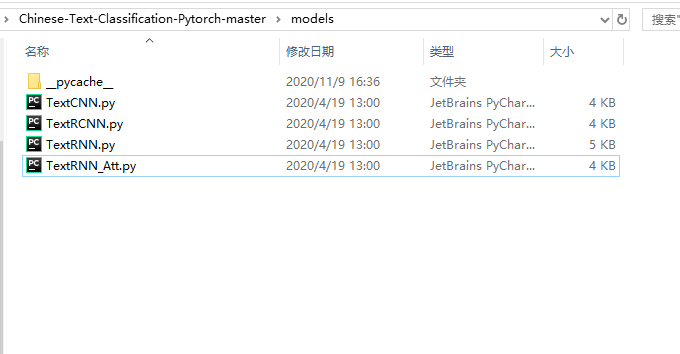 Chinese-Text-Classification-Pytorch-master > models 搜索"
名称 修改日期 类型 大小
__pycache__ 2020/11/9 16:36 文件夹
TextCNN.py 2020/4/19 13:00 JetBrains PyChar... 4 KB
TextRCNN.py 2020/4/19 13:00 JetBrains PyChar... 4 KB
TextRNN.py 2020/4/19 13:00 JetBrains PyChar... 5 KB
TextRNN_Att.py 2020/4/19 13:00 JetBrains PyChar... 4 KB